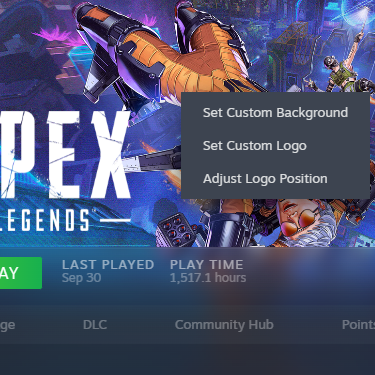 Set Custom Background
Set Custom Logo
Adjust Logo Position
PEX
LEGENDS
AY
LAST PLAYED
Sep 30
PLAY TIME
1,517.1 hours
ge
DLC
Community Hub
Points